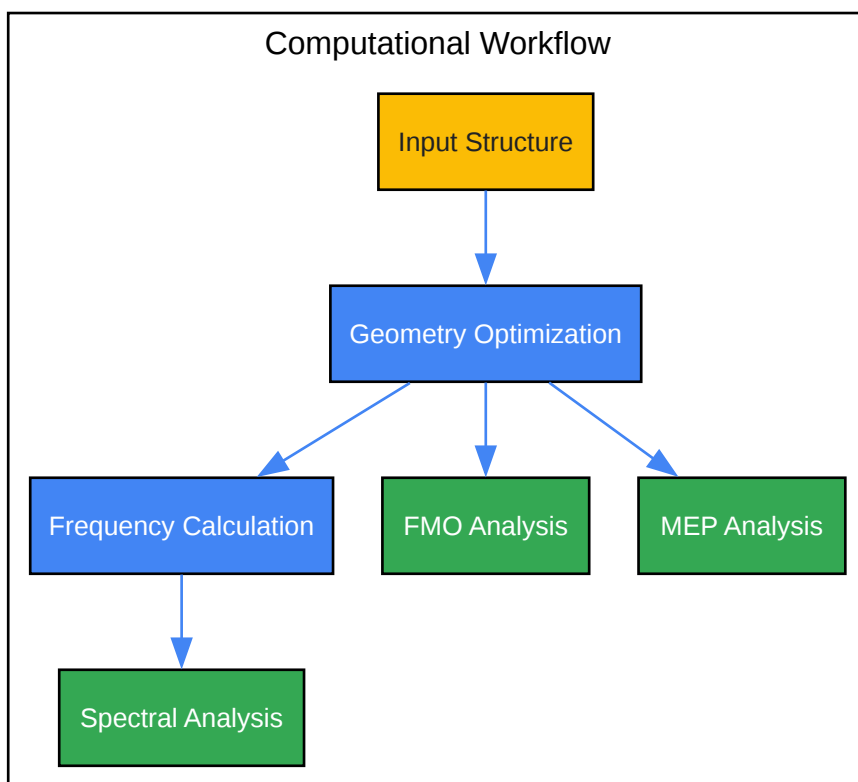 Computational Workflow
Input Structure
Geometry Optimization
Frequency Calculation
FMO Analysis
MEP Analysis
Spectral Analysis